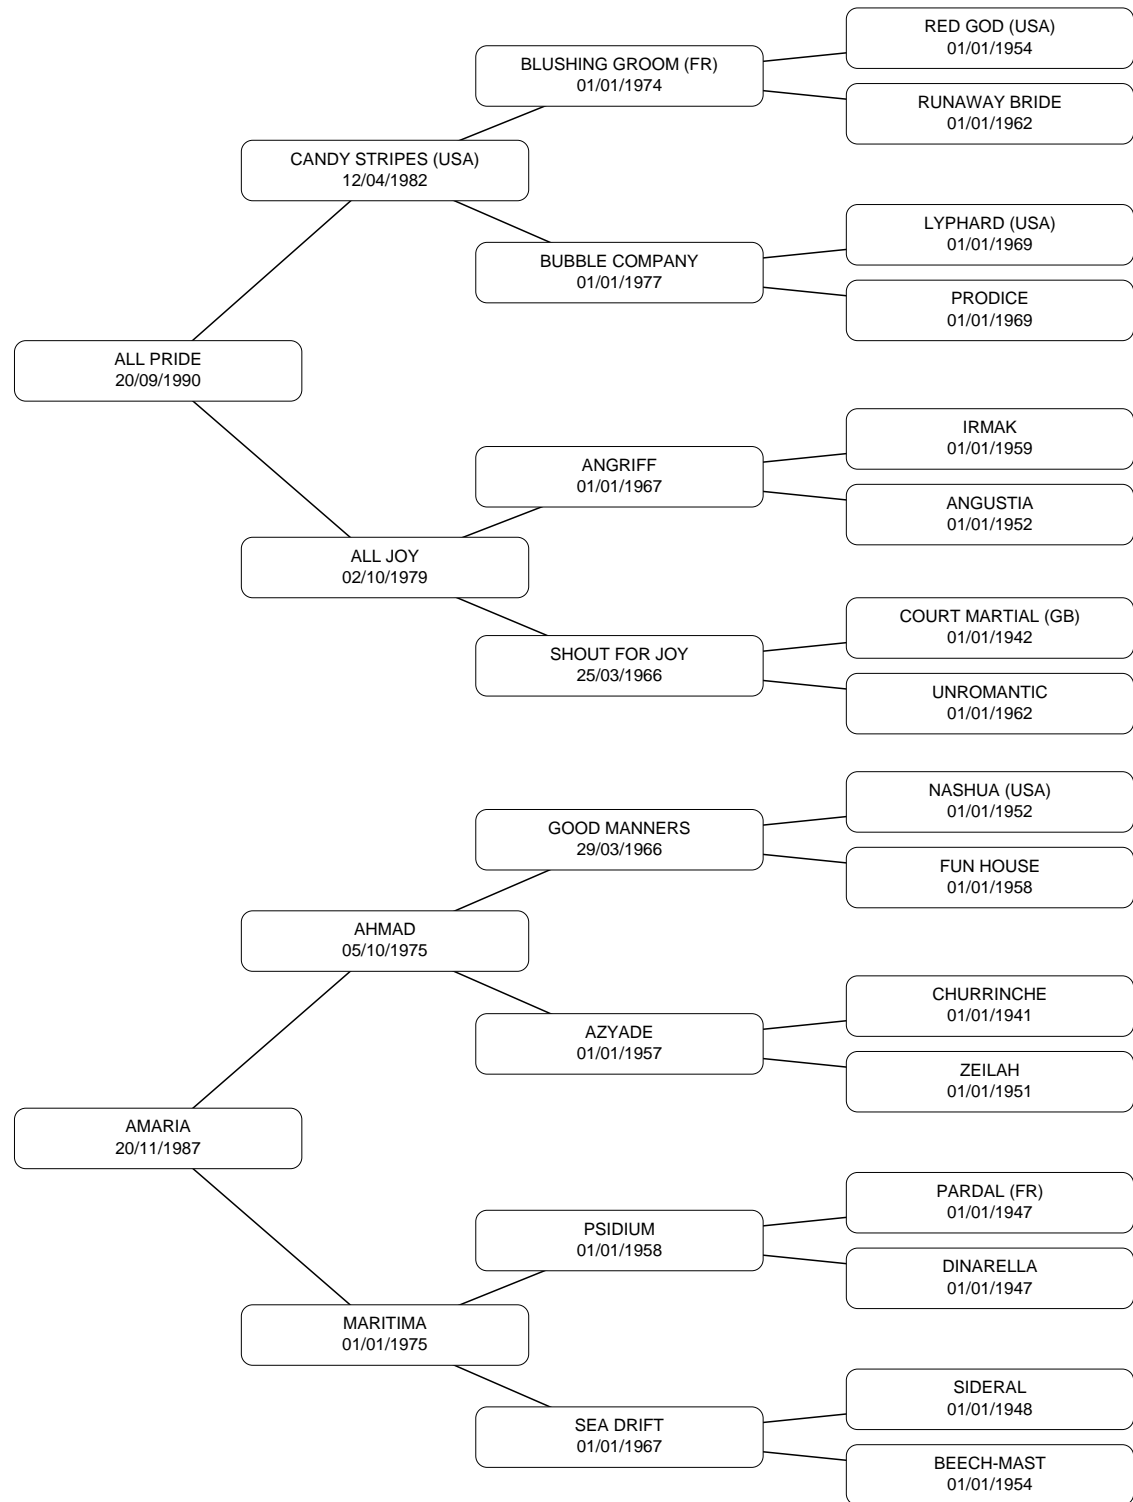 RED GOD (USA)
01/01/1954
BLUSHING GROOM (FR)
01/01/1974
RUNAWAY BRIDE
01/01/1962
CANDY STRIPES (USA)
12/04/1982
LYPHARD (USA)
01/01/1969
BUBBLE COMPANY
01/01/1977
PRODICE
01/01/1969
ALL PRIDE
20/09/1990
IRMAK
01/01/1959
ANGRIFF
01/01/1967
ANGUSTIA
01/01/1952
ALL JOY
02/10/1979
COURT MARTIAL (GB)
01/01/1942
SHOUT FOR JOY
25/03/1966
UNROMANTIC
01/01/1962
NASHUA (USA)
01/01/1952
GOOD MANNERS
29/03/1966
FUN HOUSE
01/01/1958
AHMAD
05/10/1975
CHURRINCHE
01/01/1941
AZYADE
01/01/1957
ZEILAH
01/01/1951
AMARIA
20/11/1987
PARDAL (FR)
01/01/1947
PSIDIUM
01/01/1958
DINARELLA
01/01/1947
MARITIMA
01/01/1975
SIDERAL
01/01/1948
SEA DRIFT
01/01/1967
BEECH-MAST
01/01/1954